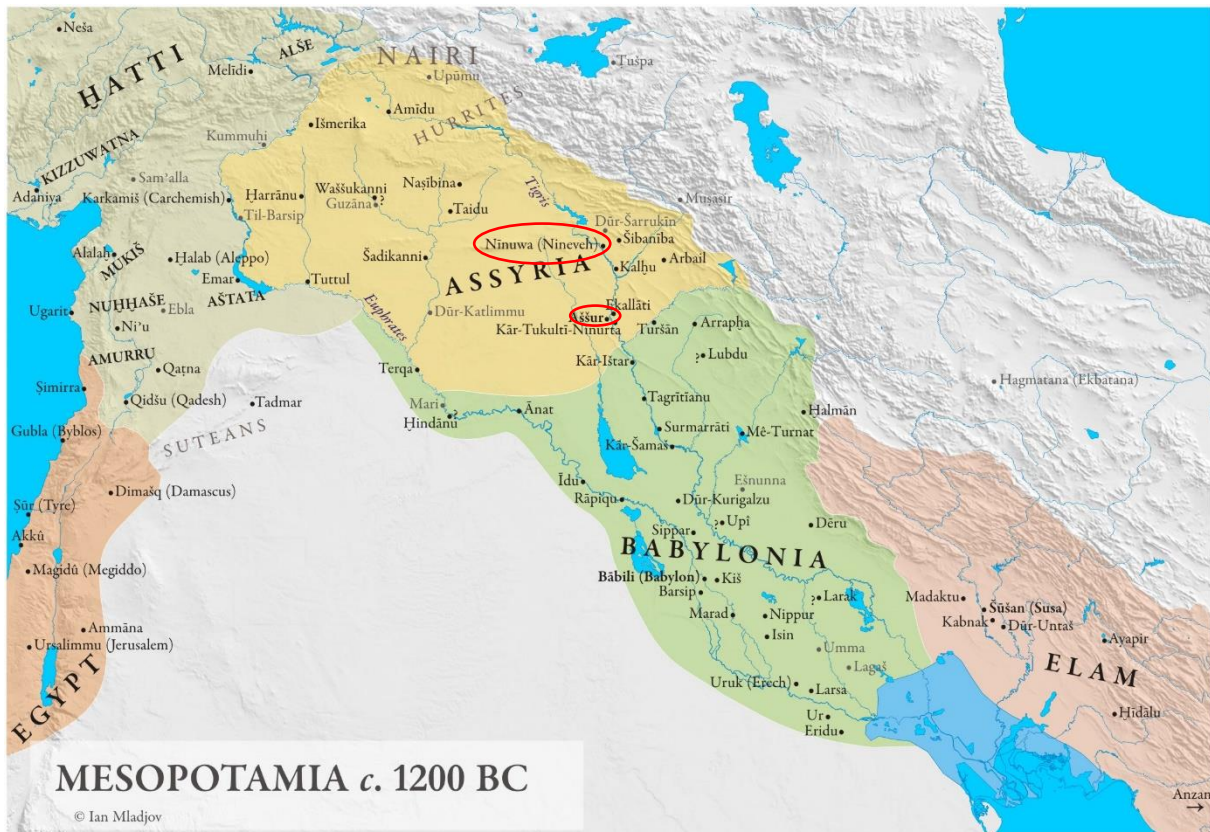 Neša
ḪATTI
ALŠE
Melīdi
NAIRI
Upūmu
Tušpa
Amīdu
HURRITES
Išmerika
Kummuḫi
KIZZUWATNA
Sam'alla
Adaniya
Karkamiš (Carchemish)
Til-Barsip
Ḫarrānu
Waššukanni
?
Guzāna
Naṣībina
Taidu
Tigris
Muṣaṣir
Dūr-Šarrukīn
Nīnuwa (Nineveh)
Šibanība
Kalḫu
Arbail
Alalaḫ
MUKIŠ
Ḫalab (Aleppo)
Emar
Tuttul
Šadikanni
ASSYRIA
NUḪḪAŠE
AŠTATA
Ugarit
Ebla
Ni'u
Euphrates
Dūr-Katlimmu
Ekallāti
Aššur
Kār-Tukultī-Ninurta
Turšān
Arrapḫa
?
Lubdu
AMURRU
Qaṭna
Ṣimirra
Terqa
Kār-Ištar
Hagmatana (Ekbatana)
Qidšu (Qadesh)
Tadmar
Mari
?
Ḫindānu
Ānat
Tagrītīanu
Ḫalmān
SUTEANS
Gubla (Byblos)
Surmarrāti
Kār-Šamaš
Mê-Turnat
Dimašq (Damascus)
Īdu
Rāpiqu
Ešnunna
Dūr-Kurigalzu
Ṣūr (Tyre)
Akkû
?
Upî
Sippar
Dēru
BABYLONIA
Magidû (Megiddo)
Bābili (Babylon)
Kiš
Barsip
?
Larak
Madaktu
Šūšan (Susa)
Kabnak
Dūr-Untaš
Marad
Nippur
Isin
Ammāna
Ursalimmu (Jerusalem)
Umma
Lagaš
Ayapir
ELAM
EGYPT
Uruk (Erech)
Larsa
Ur
Eridu
Ḫīdālu
MESOPOTAMIA c. 1200 BC
© Ian Mladjov
Anzan
→